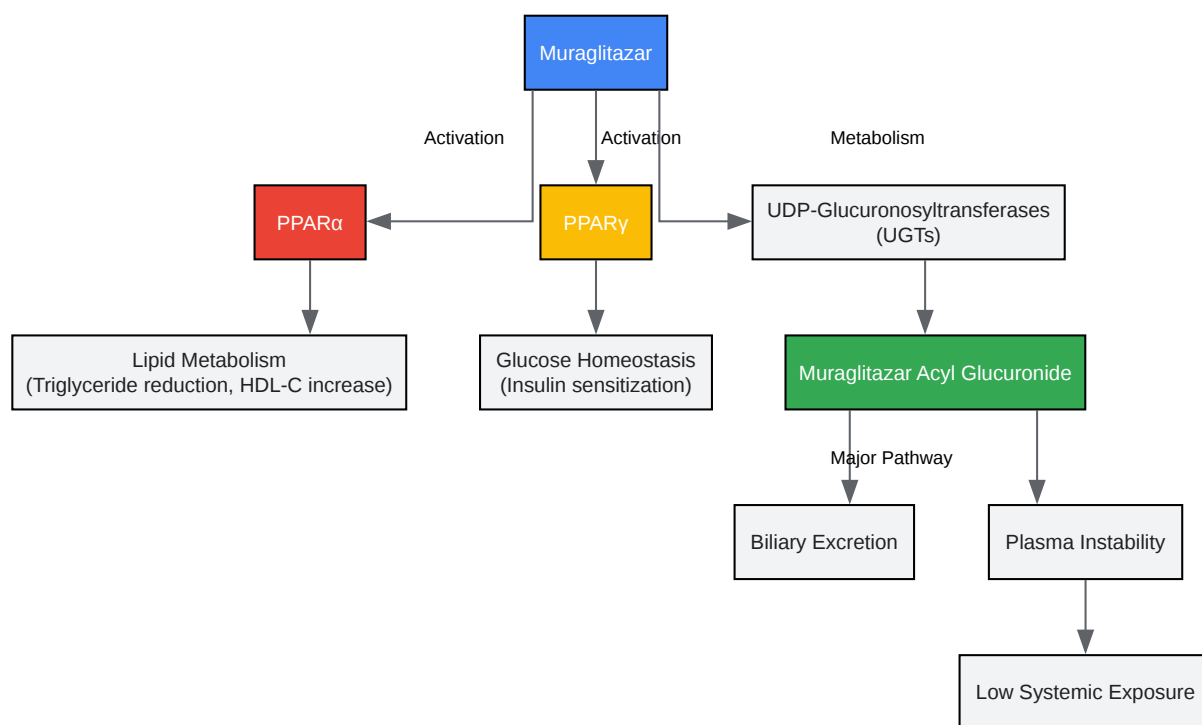 Muraglitazar
Activation
Activation
Metabolism
PPARα
PPARγ
UDP-Glucuronosyltransferases
(UGTs)
Lipid Metabolism
(Triglyceride reduction, HDL-C increase)
Glucose Homeostasis
(Insulin sensitization)
Muraglitazar Acyl Glucuronide
Major Pathway
Biliary Excretion
Plasma Instability
Low Systemic Exposure